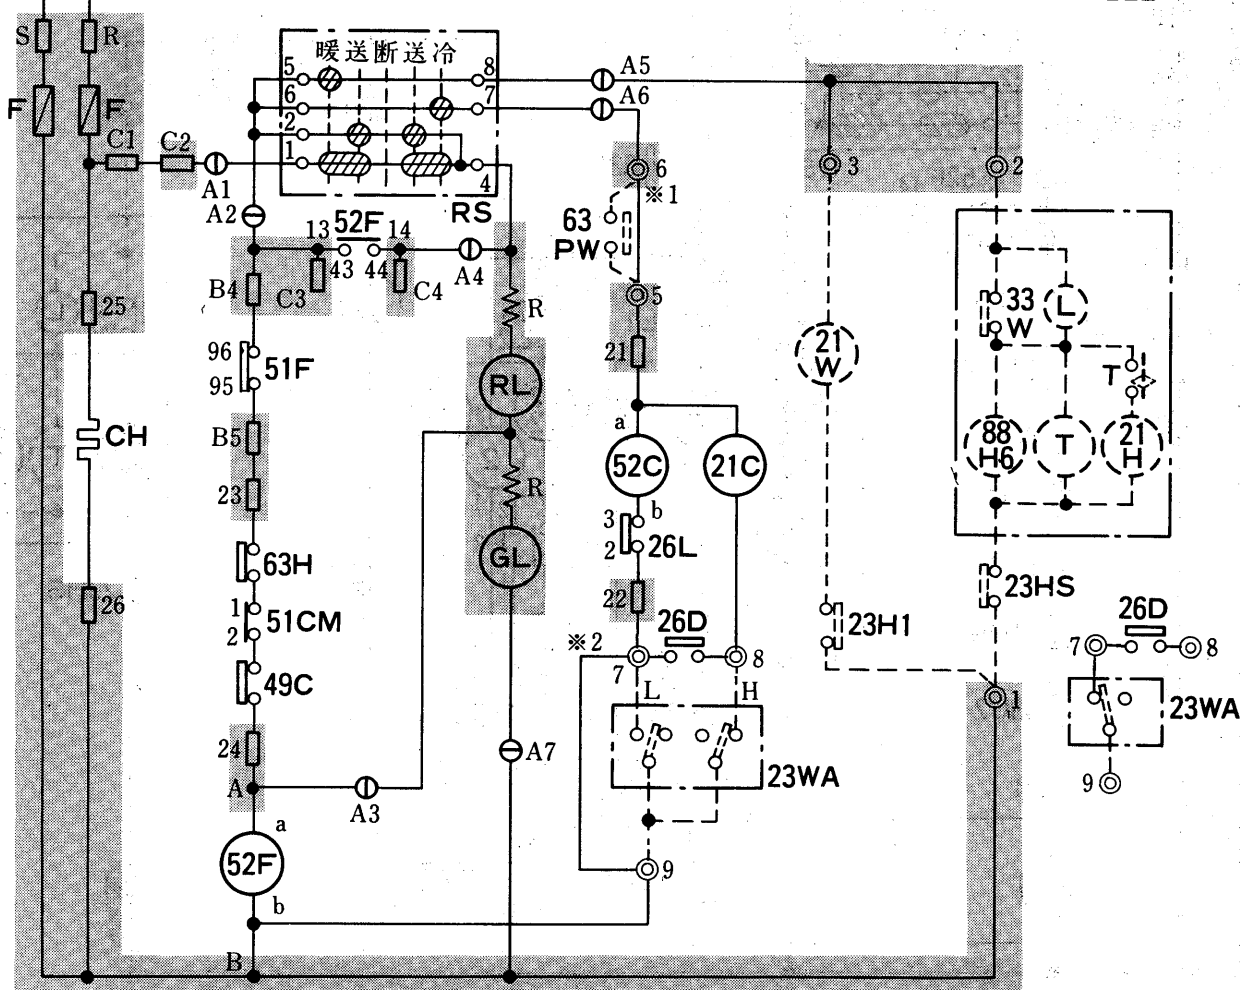 S R
F F
暖送断送冷
5 8
6 7
2
1 4
RS
A5
A6
C1 C2
A1
A2
3 2
6
※1
63
PW
5
13 52F 14
43 44
A4
B4 C3 C4
R
25
96 51F
95
RL
21
21
W
33
W
L
T
CH
B5
23
R
a
52C 21C
88
H6
T
21
H
3 b
2 26L
63H
GL
1 51CM
2
22
26
26D
23H1
23HS
※2
7 8
49C
L H
1
26D
7 8
23WA
9
24
A7
A
A3
23WA
a
52F
b
9
B